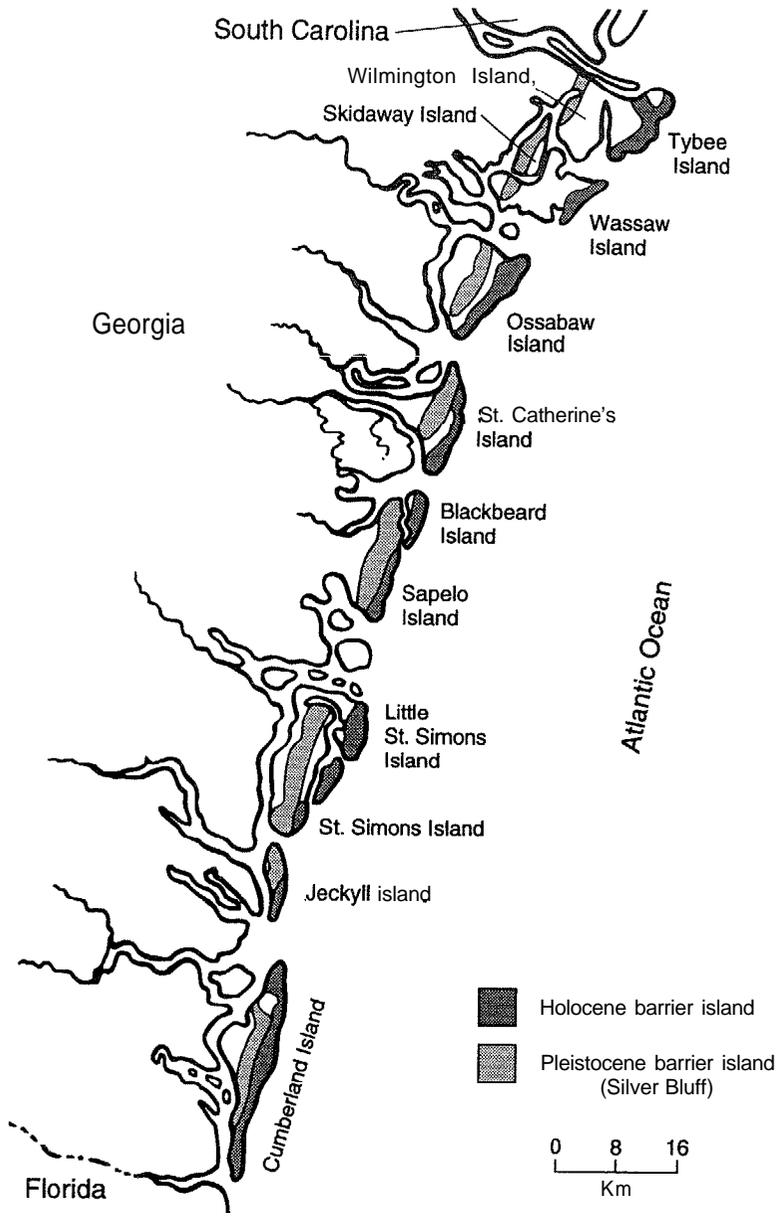 South Carolina
Wilmington Island,
Skidaway Island
Tybee
Island
Wassaw
Island
Georgia
Ossabaw
Island
St. Catherine's
Island
Blackbeard
Island
Sapelo
Island
Atlantic Ocean
Little
St. Simons
Island
St. Simons Island
Jeckyll island
Cumberland Island
Holocene barrier island
Pleistocene barrier island
(Silver Bluff)
0 8 16
Km
Florida